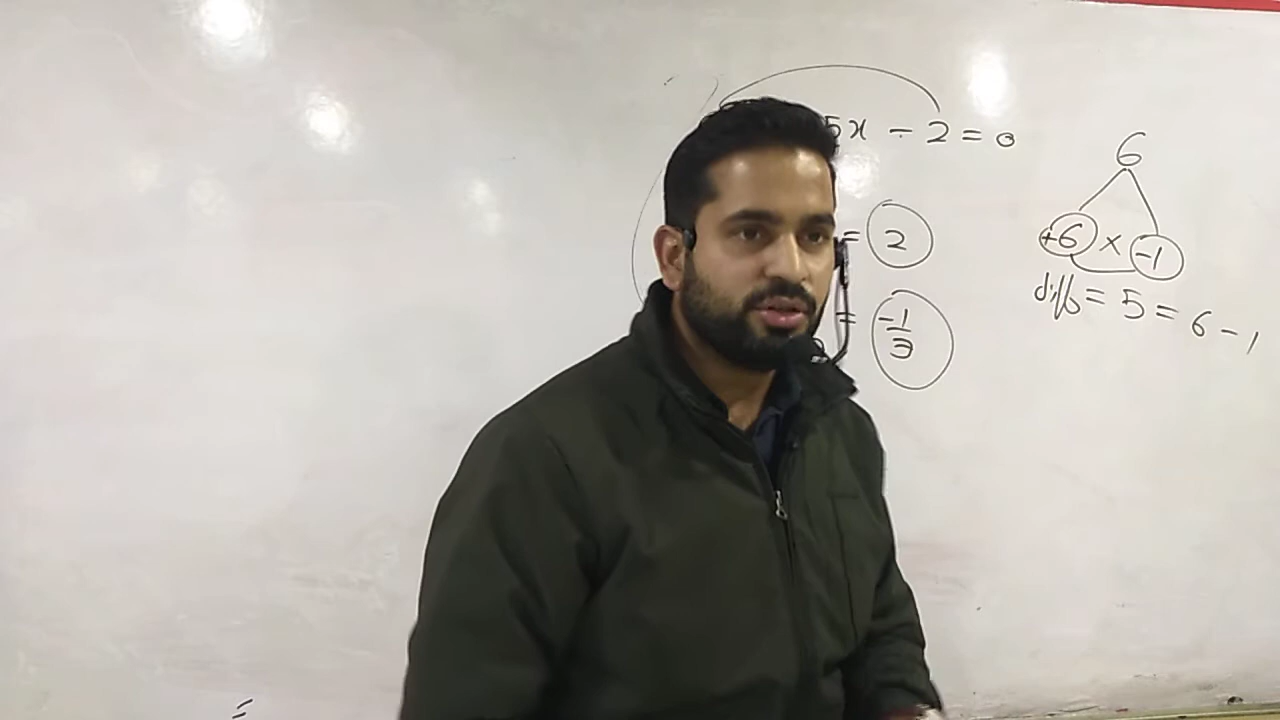 5x - 2 = 0
= 2
= -1/3
6
+6 × -1
diff = 5 = 6 - 1
=